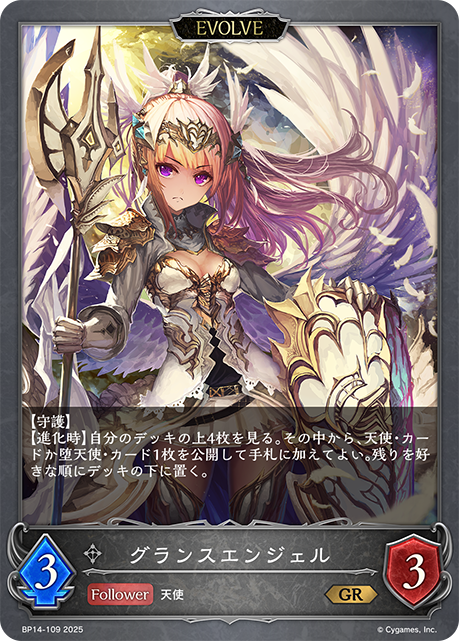 EVOLVE
【守護】
【進化時】自分のデッキの上4枚を見る。その中から、天使・カー
ドか堕天使・カード1枚を公開して手札に加えてよい。残りを好
きな順にデッキの下に置く。
3
グランスエンジェル
3
Follower 天使
GR
BP14-109 2025
© Cygames, Inc.